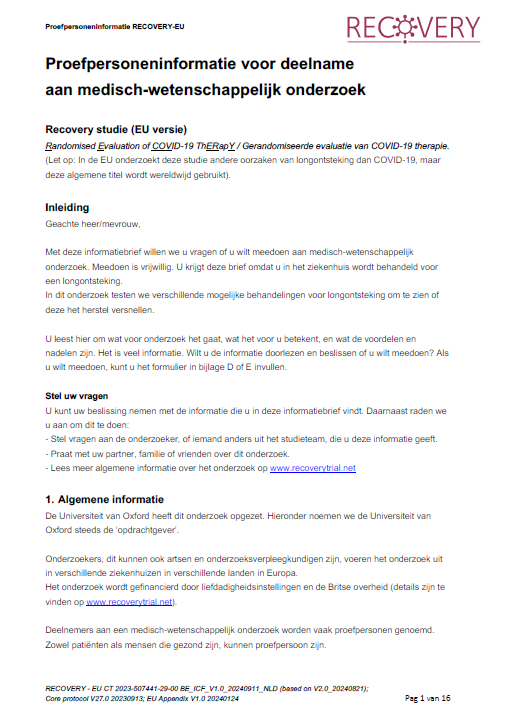 Proefpersoneninformatie RECOVERY-EU
RECOVERY
Proefpersoneninformatie voor deelname
aan medisch-wetenschappelijk onderzoek
Recovery studie (EU versie)
Randomised Evaluation of COVID-19 ThERapY / Gerandomiseerde evaluatie van COVID-19 therapie.
(Let op: In de EU onderzoekt deze studie andere oorzaken van longontsteking dan COVID-19, maar
deze algemene titel wordt wereldwijd gebruikt).
Inleiding
Geachte heer/mevrouw,
Met deze informatiebrief willen we u vragen of u wilt meedoen aan medisch-wetenschappelijk
onderzoek. Meedoen is vrijwillig. U krijgt deze brief omdat u in het ziekenhuis wordt behandeld voor
een longontsteking.
In dit onderzoek testen we verschillende mogelijke behandelingen voor longontsteking om te zien of
deze het herstel versnellen.
U leest hier om wat voor onderzoek het gaat, wat het voor u betekent, en wat de voordelen en
nadelen zijn. Het is veel informatie. Wilt u de informatie doorlezen en beslissen of u wilt meedoen? Als
u wilt meedoen, kunt u het formulier in bijlage D of E invullen.
Stel uw vragen
U kunt uw beslissing nemen met de informatie die u in deze informatiebrief vindt. Daarnaast raden we
u aan om dit te doen:
- Stel vragen aan de onderzoeker, of iemand anders uit het studieteam, die u deze informatie geeft.
- Praat met uw partner, familie of vrienden over dit onderzoek.
- Lees meer algemene informatie over het onderzoek op www.recoverytrial.net
1. Algemene informatie
De Universiteit van Oxford heeft dit onderzoek opgezet. Hieronder noemen we de Universiteit van
Oxford steeds de 'opdrachtgever'.
Onderzoekers, dit kunnen ook artsen en onderzoeksverpleegkundigen zijn, voeren het onderzoek uit
in verschillende ziekenhuizen in verschillende landen in Europa.
Het onderzoek wordt gefinancierd door liefdadigheidsinstellingen en de Britse overheid (details zijn te
vinden op www.recoverytrial.net).
Deelnemers aan een medisch-wetenschappelijk onderzoek worden vaak proefpersonen genoemd.
Zowel patiënten als mensen die gezond zijn, kunnen proefpersoon zijn.
RECOVERY - EU CT 2023-507441-29-00 BE_ICF_V1.0_20240911_NLD (based on V2.0_20240821);
Core protocol V27.0 20230913; EU Appendix V1.0 20240124
Pag 1 van 16